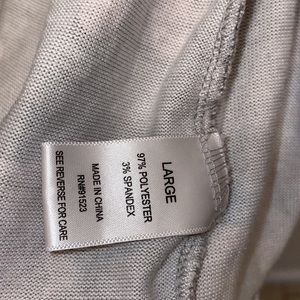 LARGE
97% POLYESTER
3% SPANDEX
MADE IN CHINA
RN#91523
SEE REVERSE FOR CARE